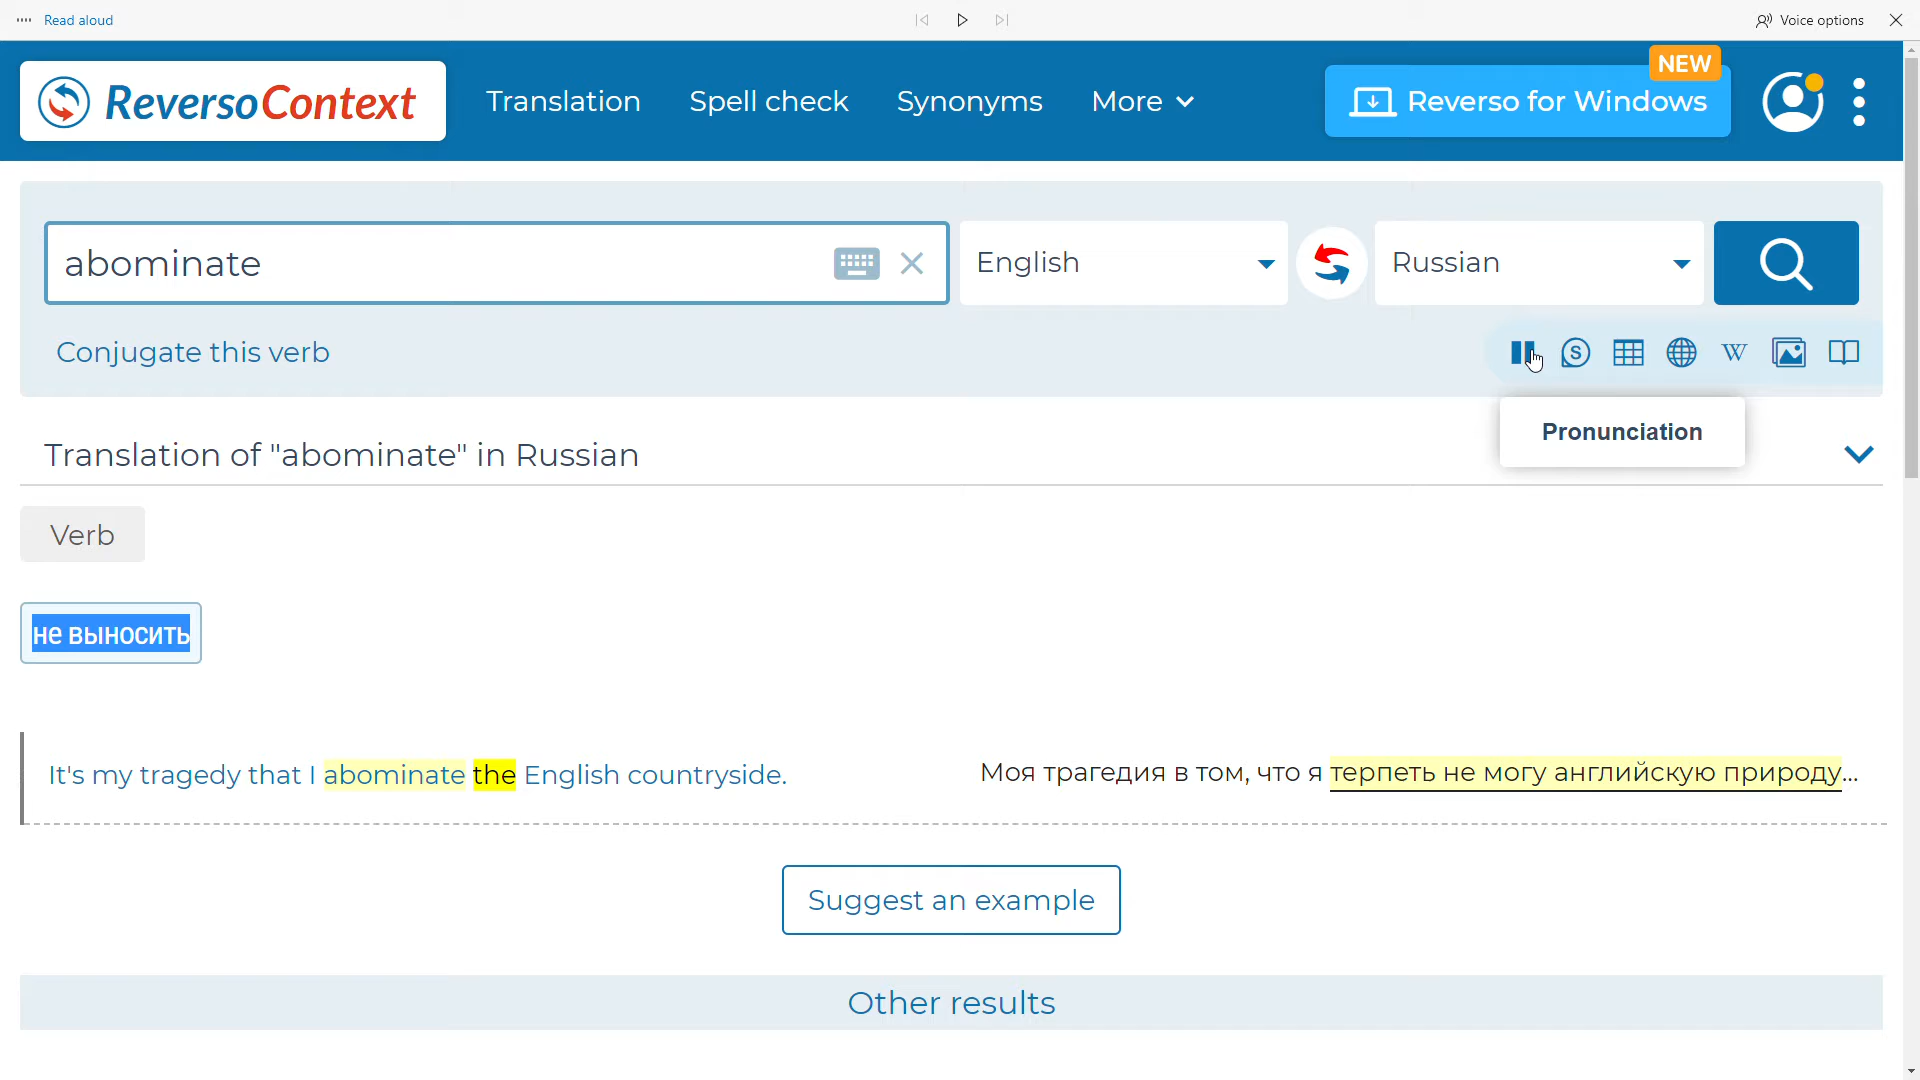 Read aloud
Voice options
ReversoContext
Translation
Spell check
Synonyms
More
Reverso for Windows
NEW
abominate
English
Russian
Conjugate this verb
S
W
Pronunciation
Translation of "abominate" in Russian
Verb
не выносить
It's my tragedy that I abominate the English countryside.
Моя трагедия в том, что я терпеть не могу английскую природу...
Suggest an example
Other results